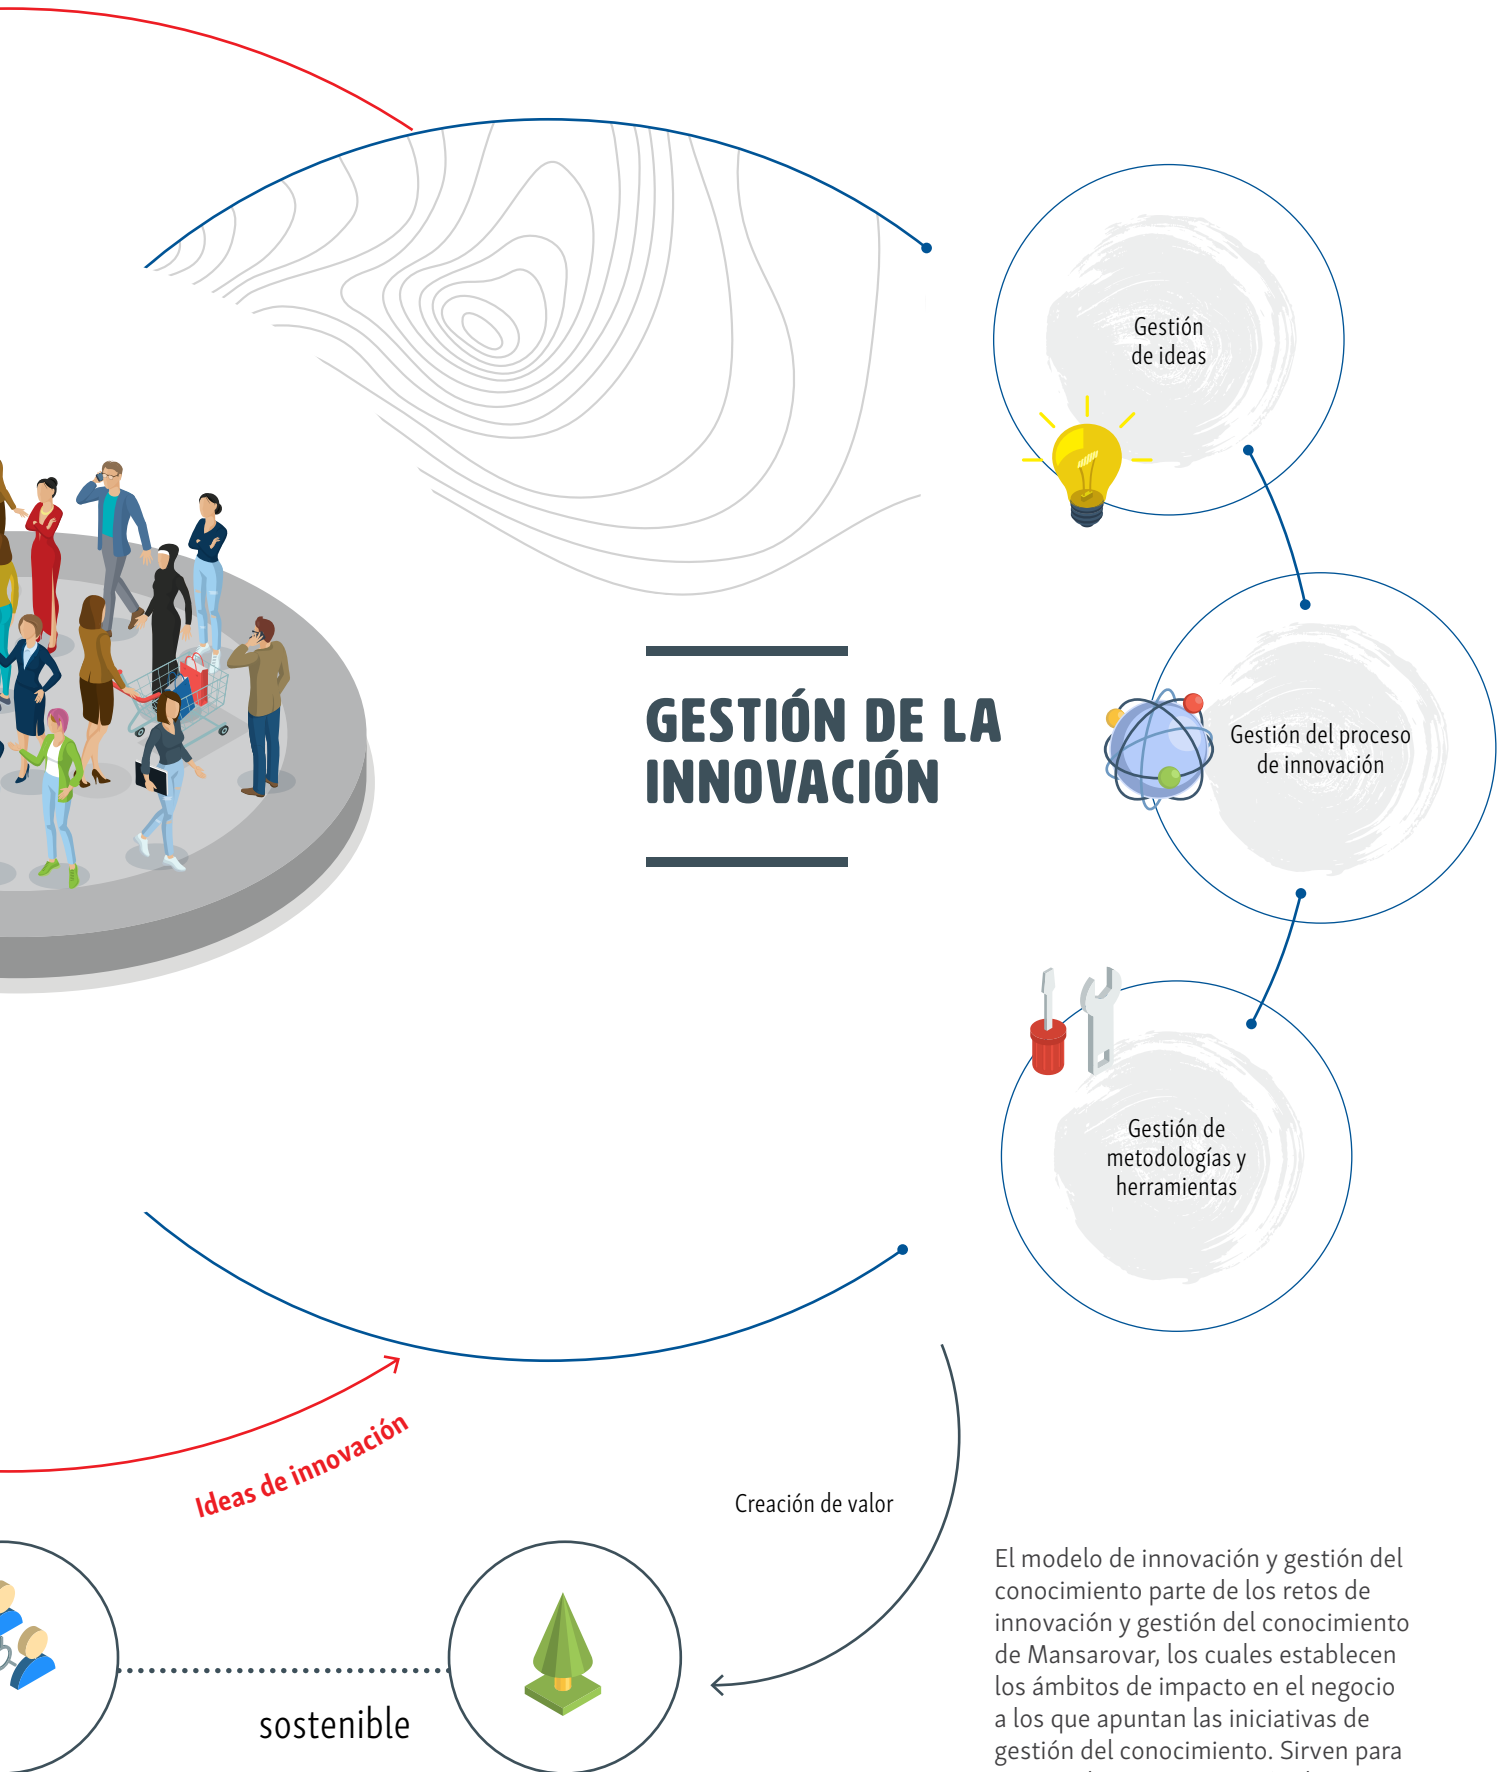 Gestión
de ideas
GESTIÓN DE LA
INNOVACIÓN
Gestión del proceso
de innovación
Gestión de
metodologías y
herramientas
Ideas de innovación
Creación de valor
sostenible
El modelo de innovación y gestión del
conocimiento parte de los retos de
innovación y gestión del conocimiento
de Mansarovar, los cuales establecen
los ámbitos de impacto en el negocio
a los que apuntan las iniciativas de
gestión del conocimiento. Sirven para